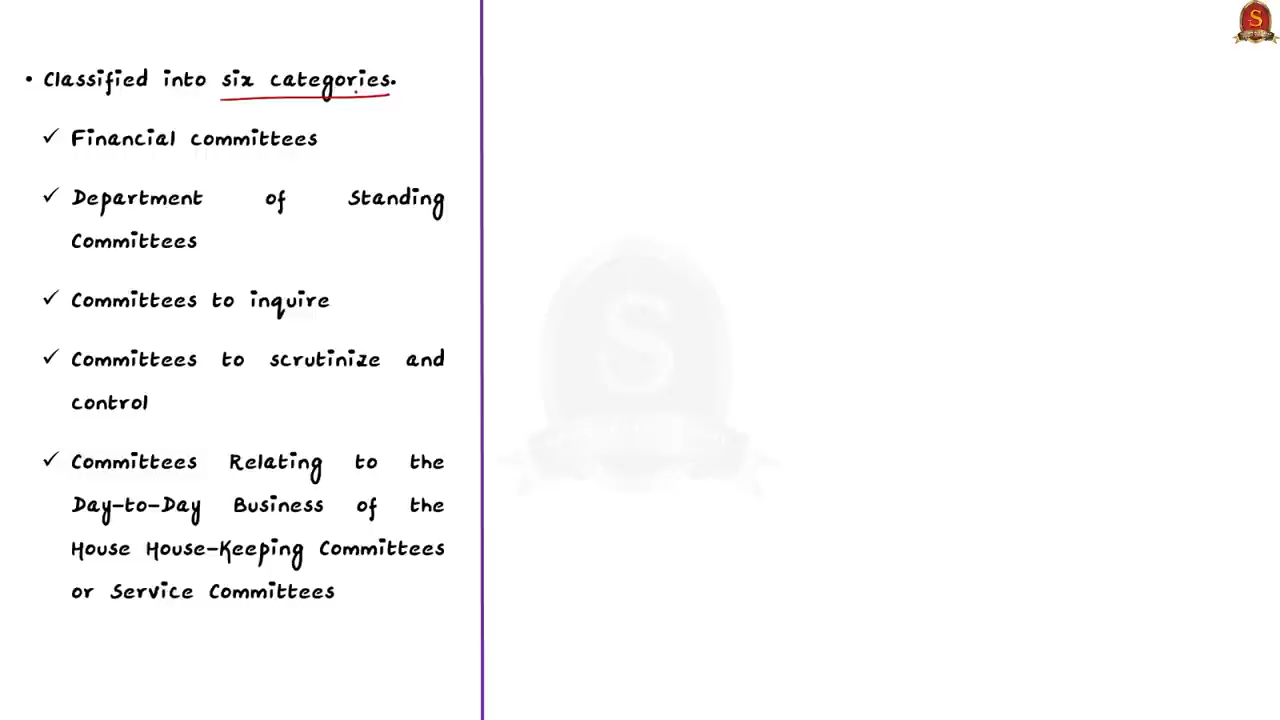 • Classified into six categories.
✓ Financial committees
✓ Department of Standing
Committees
✓ Committees to inquire
✓ Committees to scrutinize and
control
✓ Committees Relating to the
Day-to-Day Business of the
House House-Keeping Committees
or Service Committees
S
S